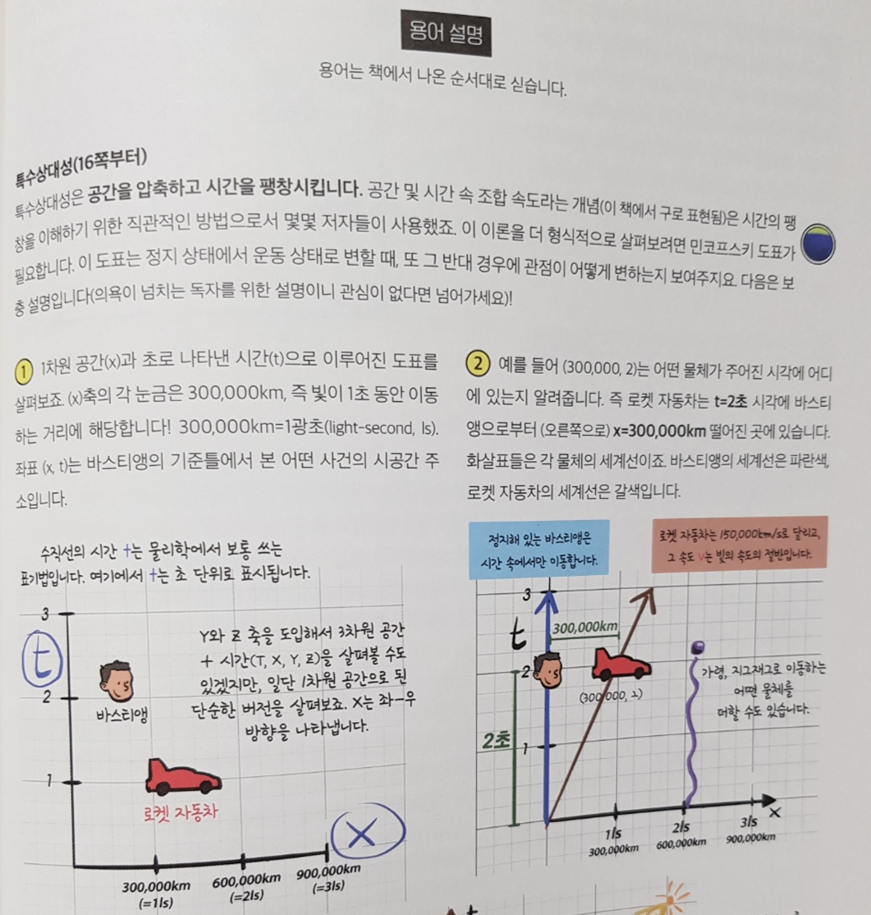 용어 설명
용어는 책에서 나온 순서대로 싣습니다.
특수상대성(16쪽부터)
특수상대성은 공간을 압축하고 시간을 팽창시킵니다. 공간 및 시간 속 조합 속도라는 개념(이 책에서 구로 표현됨)은 시간의 팽
창을 이해하기 위한 직관적인 방법으로서 몇몇 저자들이 사용했죠. 이 이론을 더 형식적으로 살펴보려면 민코프스키 도표가
필요합니다. 이 도표는 정지 상태에서 운동 상태로 변할 때, 또 그 반대 경우에 관점이 어떻게 변하는지 보여주지요. 다음은 보
충 설명입니다(의욕이 넘치는 독자를 위한 설명이니 관심이 없다면 넘어가세요)!
1 1차원 공간(x)과 초로 나타낸 시간(t)으로 이루어진 도표를
살펴보죠. (x)축의 각 눈금은 300,000km, 즉 빛이 1초 동안 이동
하는 거리에 해당합니다! 300,000km=1광초(light-second, ls).
좌표 (x, t)는 바스티앵의 기준틀에서 본 어떤 사건의 시공간 주
소입니다.
수직선의 시간 t는 물리학에서 보통 쓰는
표기법입니다. 여기에서 t는 초 단위로 표시됩니다.
3
t
Y와 Z 축을 도입해서 3차원 공간
+ 시간(T, X, Y, Z)을 살펴볼 수도
있겠지만, 일단 1차원 공간으로 된
단순한 버전을 살펴보죠. X는 좌-우
방향을 나타냅니다.
2
바스티앵
1
로켓 자동차
X
300,000km
(=1ls)
600,000km
(=2ls)
900,000km
(=3ls)
2 예를 들어 (300,000, 2)는 어떤 물체가 주어진 시각에 어디
에 있는지 알려줍니다. 즉 로켓 자동차는 t=2초 시각에 바스티
앵으로부터 (오른쪽으로) x=300,000km 떨어진 곳에 있습니다.
화살표들은 각 물체의 세계선이죠. 바스티앵의 세계선은 파란색,
로켓 자동차의 세계선은 갈색입니다.
정지해 있는 바스티앵은
시간 속에서만 이동합니다.
로켓 자동차는 150,000km/s로 달리고,
그 속도 v는 빛의 속도의 절반입니다.
3
t
300,000km
2
(300,000, 2)
가령, 지그재그로 이동하는
어떤 물체를
더할 수도 있습니다.
2초
1
x
1ls
300,000km
2ls
600,000km
3ls
900,000km
t